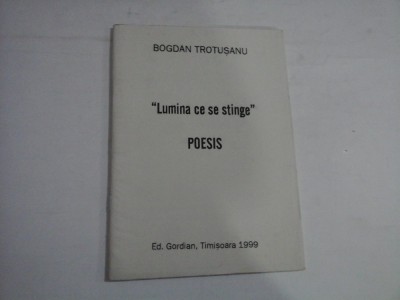 BOGDAN TROTUȘANU
"Lumina ce se stinge"
POESIS
Ed. Gordian, Timișoara 1999